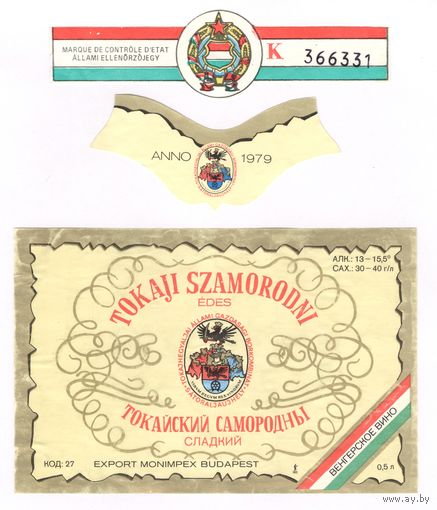 MARQUE DE CONTRÔLE D'ETAT
ÁLLAMI ELLENŐRZŐJEGY
K 366331
ANNO 1979
АЛК.: 13-15,5°
САХ.: 30-40 г/л
TOKAJI SZAMORODNI
ÉDES
ТОКАЙСКИЙ САМОРОДНЫ
СЛАДКИЙ
ВЕНГЕРСКОЕ ВИНО
КОД: 27
EXPORT MONIMPEX BUDAPEST
0,5 л
www.ay.by